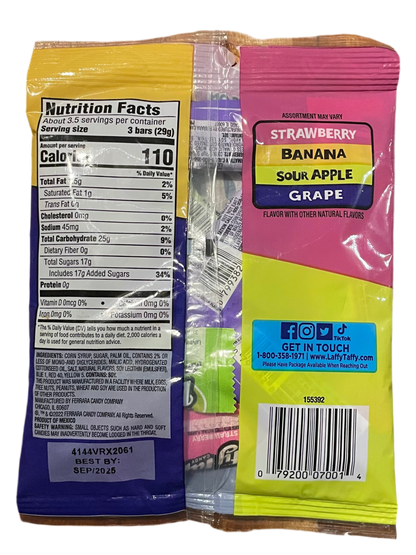 Nutrition Facts
About 3.5 servings per container
Serving size 3 bars (29g)
Amount per serving
110
% Daily Value*
Total Fat 2%
Saturated Fat 1g 5%
Trans Fat 0g
Cholesterol 0mg 0%
Sodium 45mg 2%
Total Carbohydrate 25g 9%
Dietary Fiber 0g 0%
Total Sugars 17g
Includes 17g Added Sugars 34%
Protein 0g
Vitamin D 0mcg 0% • 0mg 0%
Iron 0mg 0% Potassium 0mg 0%
*The % Daily Value (DV) tells you how much a nutrient in a
serving of food contributes to a daily diet. 2,000 calories a
day is used for general nutrition advice.
INGREDIENTS: CORN SYRUP, SUGAR, PALM OIL, CONTAINS 2% OR
LESS OF MONO-AND DIGLYCERIDES, MALIC ACID, HYDROGENATED
COTTONSEED OIL, SALT, NATURAL FLAVORS, SOY LECITHIN (EMULSIFIER),
BLUE 1, RED 40, YELLOW 5. CONTAINS: SOY.
THIS PRODUCT WAS MANUFACTURED IN A FACILITY WHERE MILK, EGGS,
TREE NUTS, PEANUTS, WHEAT AND SOY ARE USED IN THE PRODUCTION
OF OTHER PRODUCTS.
MANUFACTURED BY FERRARA CANDY COMPANY
CHICAGO, IL 60607
FERRARA CANDY COMPANY. All Rights Reserved.
PRODUCT OF MEXICO
SAFETY WARNING: SMALL OBJECTS SUCH AS HARD AND SOFT
CANDIES MAY INADVERTENTLY BECOME LODGED IN THE THROAT.
4144VRX2061
BEST BY:
SEP/2025
ASSORTMENT MAY VARY
STRAWBERRY
BANANA
SOUR APPLE
GRAPE
FLAVOR WITH OTHER NATURAL FLAVORS
TikTok
GET IN TOUCH
1-800-358-1971 | www.LaffyTaffy.com
Please Have Package Available When Reaching Out
155392
0 79200 07001 4